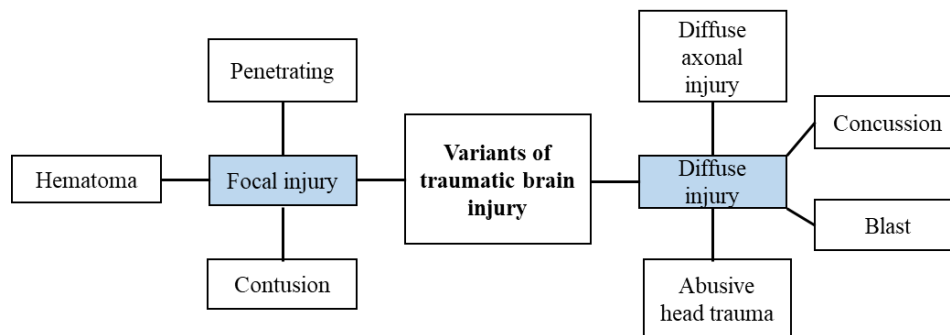 Penetrating
Hematoma
Focal injury
Contusion
Variants of
traumatic brain
injury
Diffuse
axonal
injury
Diffuse
injury
Concussion
Blast
Abusive
head trauma